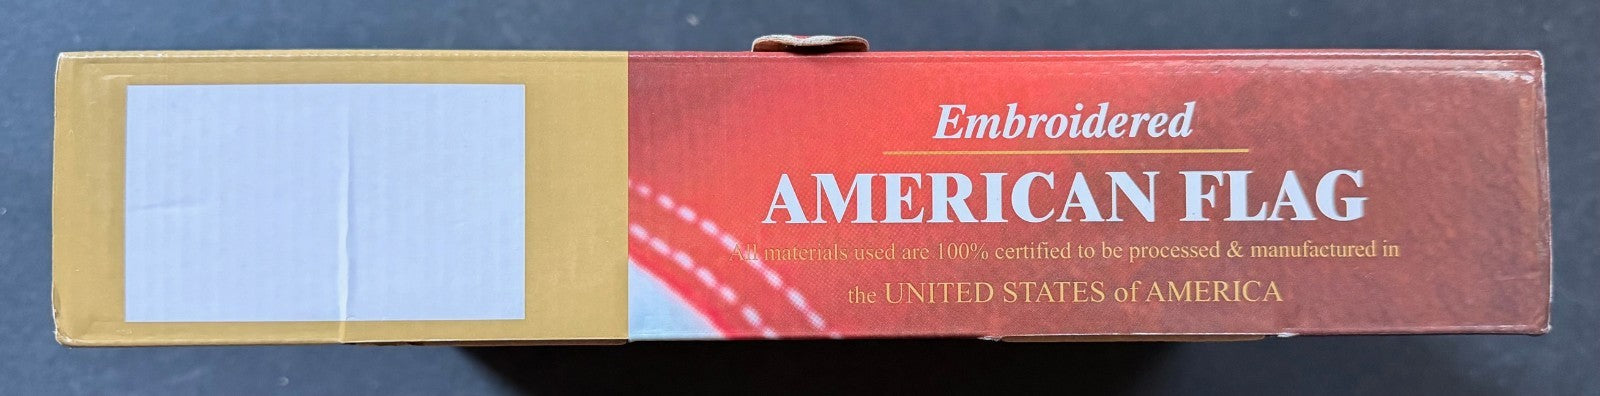 Embroidered
AMERICAN FLAG
All materials used are 100% certified to be processed & manufactured in
the UNITED STATES of AMERICA